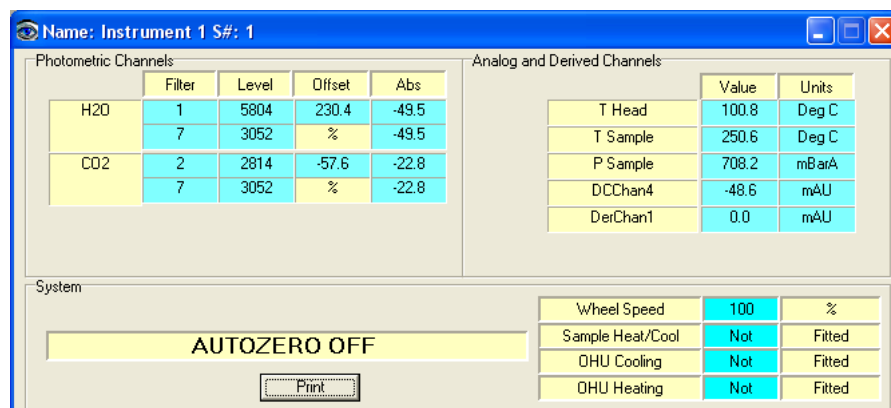 Name: Instrument 1 S#: 1
Photometric Channels
Filter Level Offset Abs
H2O 1 5804 230.4 -49.5
7 3052 % -49.5
CO2 2 2814 -57.6 -22.8
7 3052 % -22.8
Analog and Derived Channels
Value Units
T Head 100.8 Deg C
T Sample 250.6 Deg C
P Sample 708.2 mBarA
DCChan4 -48.6 mAU
DerChan1 0.0 mAU
System
AUTOZERO OFF
Print
Wheel Speed 100 %
Sample Heat/Cool Not Fitted
OHU Cooling Not Fitted
OHU Heating Not Fitted